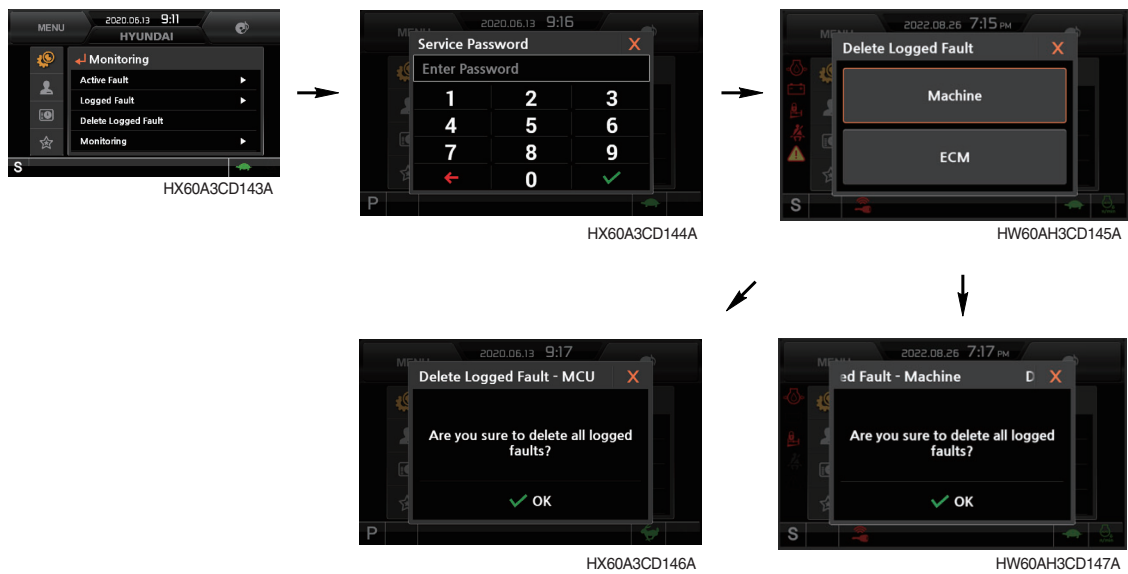 MENU
2020.06.13 9:11
HYUNDAI
Monitoring
Active Fault
Logged Fault
Delete Logged Fault
Monitoring
S
HX60A3CD143A
2020.06.13 9:16
Service Password X
Enter Password
1 2 3
4 5 6
7 8 9
0
P
HX60A3CD144A
2022.08.26 7:15 PM
Delete Logged Fault X
Machine
ECM
S
HW60AH3CD145A
2020.06.13 9:17
Delete Logged Fault - MCU X
Are you sure to delete all logged
faults?
OK
P
HX60A3CD146A
2022.08.26 7:17 PM
ed Fault - Machine D X
Are you sure to delete all logged
faults?
OK
S
HW60AH3CD147A